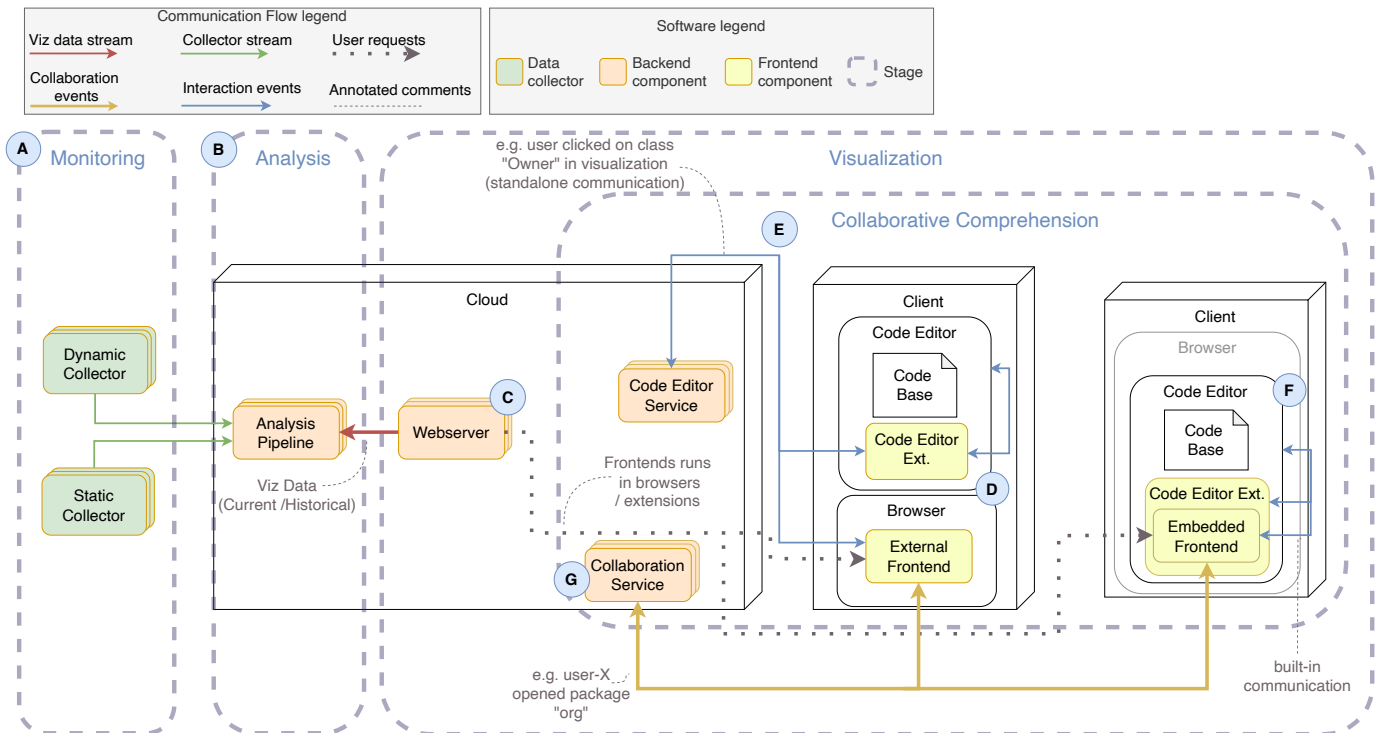 Communication Flow legend
Viz data stream
Collector stream
User requests
Collaboration
events
Interaction events
Annotated comments
Software legend
Data
collector
Backend
component
Frontend
component
Stage
A
Monitoring
B
Analysis
Visualization
e.g. user clicked on class
"Owner" in visualization
(standalone communication)
E
Collaborative Comprehension
Cloud
Client
Client
Code Editor
Browser
Code
Base
Code Editor
F
Code
Base
Dynamic
Collector
Code Editor
Service
C
Analysis
Pipeline
Webserver
Code Editor
Ext.
Viz Data
(Current /Historical)
Frontends runs
in browsers
/ extensions
Static
Collector
D
Browser
Code Editor Ext.
Embedded
Frontend
External
Frontend
G
Collaboration
Service
e.g. user-X
opened package
"org"
built-in
communication